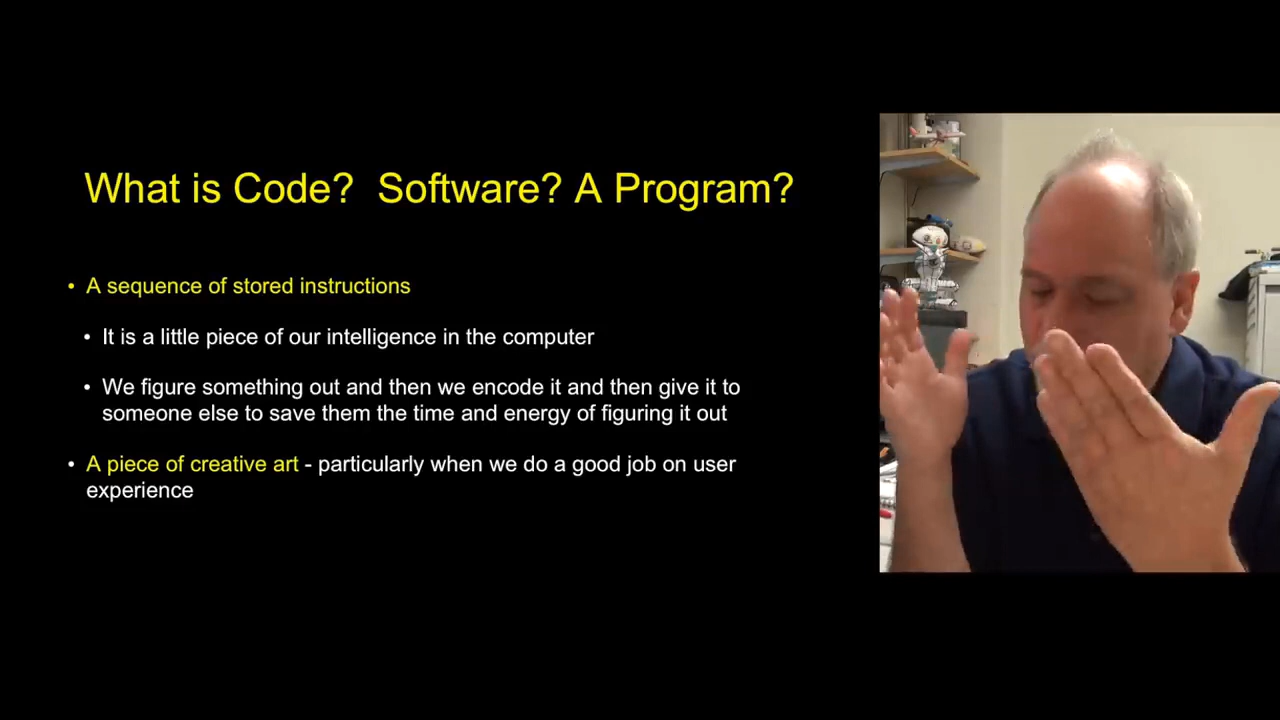 What is Code?  Software? A Program?
• A sequence of stored instructions
• It is a little piece of our intelligence in the computer
• We figure something out and then we encode it and then give it to
someone else to save them the time and energy of figuring it out
• A piece of creative art - particularly when we do a good job on user
experience